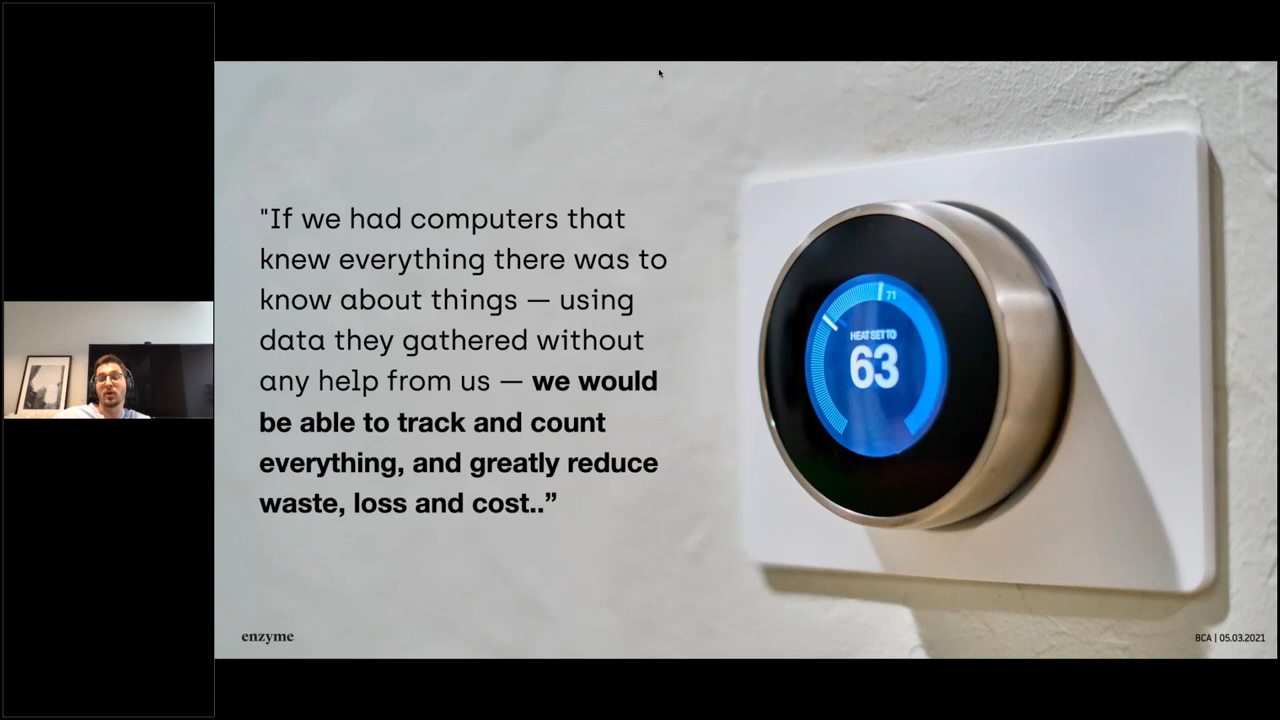 "If we had computers that
knew everything there was to
know about things — using
data they gathered without
any help from us — we would
be able to track and count
everything, and greatly reduce
waste, loss and cost..”
71
HEAT SET TO
63
enzyme
BCA | 05.03.2021